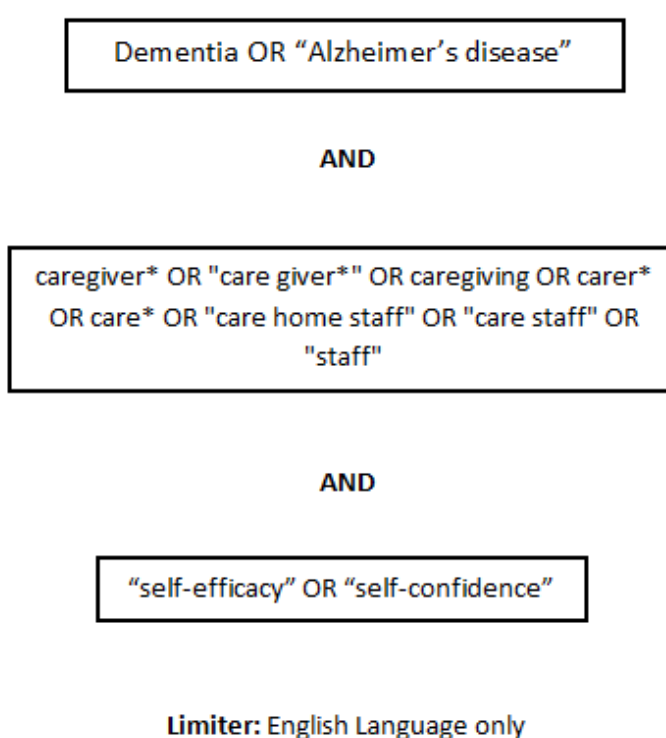 Dementia OR “Alzheimer’s disease”
AND
caregiver* OR "care giver*" OR caregiving OR carer*
OR care* OR "care home staff" OR "care staff" OR
"staff"
AND
“self-efficacy” OR “self-confidence”
Limiter: English Language only